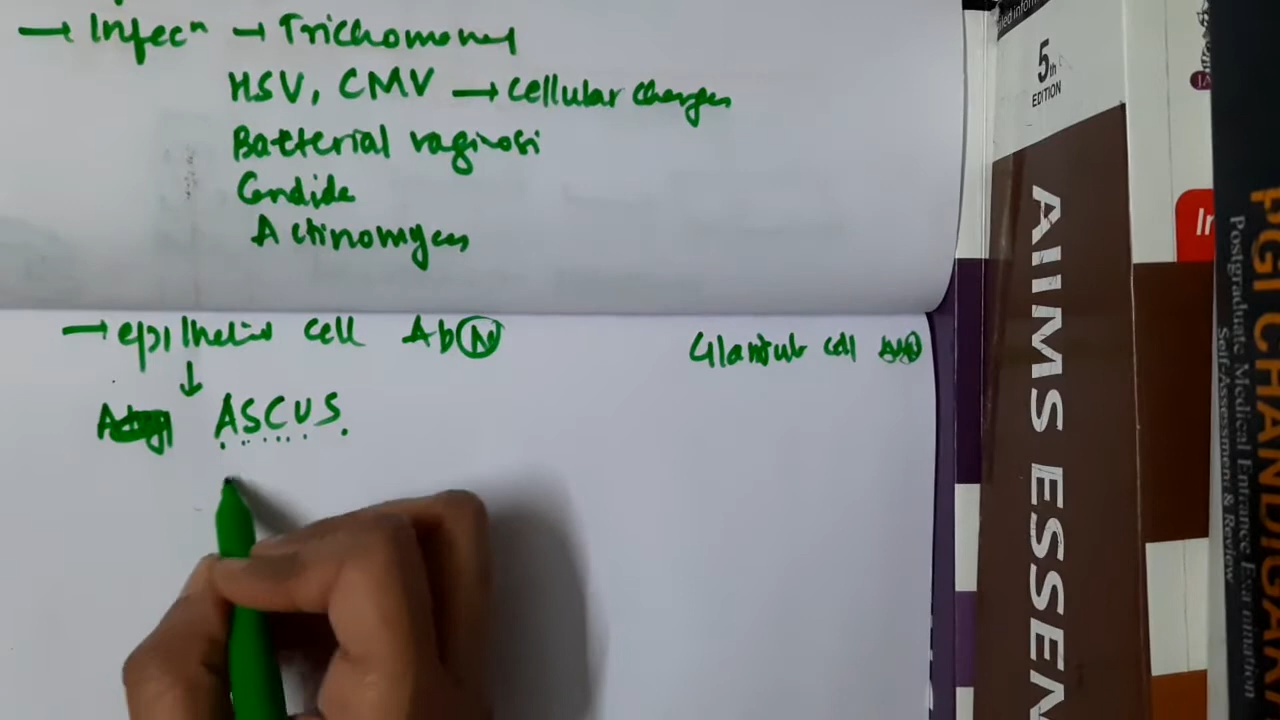 → Infecⁿ → Trichomonas
HSV, CMV → cellular changes
Bacterial vaginosi
Candida
Actinomyces
→ epithelial cell Ab(N)
Glandular cell
↓
ASCUS
5th
EDITION
AIIMS ESSEN
PGI CHANDIGARH
Postgraduate Medical Entrance Examination
Self-Assessment & Review